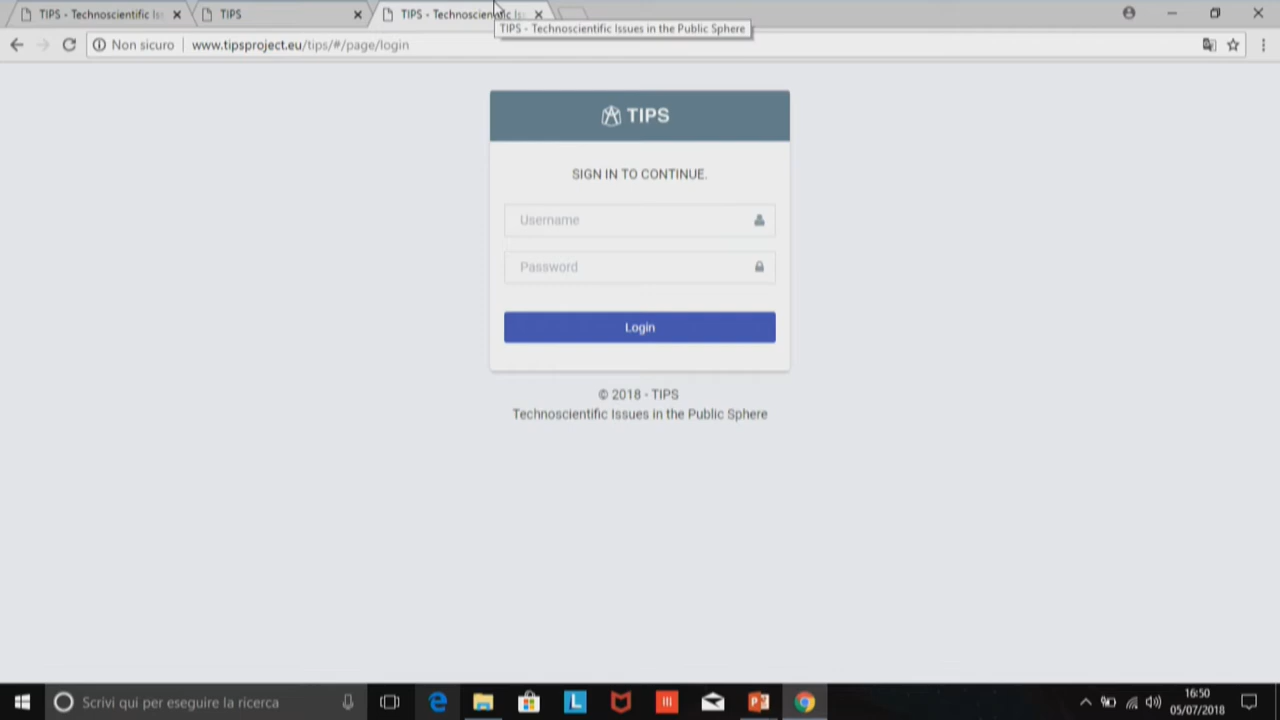 TIPS - Technoscientific Is
TIPS
TIPS - Technoscientific Is
TIPS - Technoscientific Issues in the Public Sphere
Non sicuro
www.tipsproject.eu/tips/#/page/login
TIPS
SIGN IN TO CONTINUE.
Username
Password
Login
© 2018 - TIPS
Technoscientific Issues in the Public Sphere
Scrivi qui per eseguire la ricerca
16:50
05/07/2018